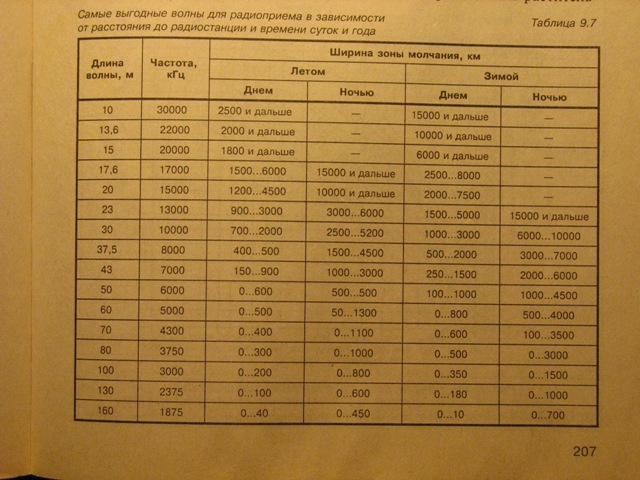 Самые выгодные волны для радиоприема в зависимости
от расстояния до радиостанции и времени суток и года
Таблица 9.7
Длина волны, м Частота, кГц Ширина зоны молчания, км
Летом Зимой
Днем Ночью Днем Ночью
10 30000 2500 и дальше — 15000 и дальше —
13,6 22000 2000 и дальше — 10000 и дальше —
15 20000 1800 и дальше — 6000 и дальше —
17,6 17000 1500...6000 15000 и дальше 2500...8000 —
20 15000 1200...4500 10000 и дальше 2000...7500 —
23 13000 900...3000 3000...6000 1500...5000 15000 и дальше
30 10000 700...2000 2500...5200 1000...3000 6000...10000
37,5 8000 400...500 1500...4500 500...2000 3000...7000
43 7000 150...900 1000...3000 250...1500 2000...6000
50 6000 0...600 500...500 100...1000 1000...4500
60 5000 0...500 50...1300 0...800 500...4000
70 4300 0...400 0...1100 0...600 100...3500
80 3750 0...300 0...1000 0...500 0...3000
100 3000 0...200 0...800 0...350 0...1500
130 2375 0...100 0...600 0...180 0...1000
160 1875 0...40 0...450 0...10 0...700
207